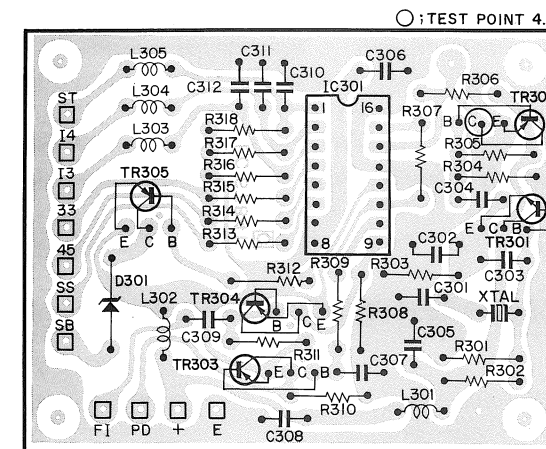 ◯ ; TEST POINT 4.
L305
C311
C306
C310
C312
IC301
R306
ST
L304
1
16
R307
TR30
R318
B C E
I4
L303
R317
R305
R316
R304
I3
TR305
R315
C304
33
R314
E C B
R313
8
9
E C B
C302
TR301
45
R312
R309
R303
C303
D301
L302
TR304
C301
XTAL
SS
B C E
R308
C309
C305
SB
R311
R301
TR303
E C B
C307
R302
R310
L301
FI PD + E
C308